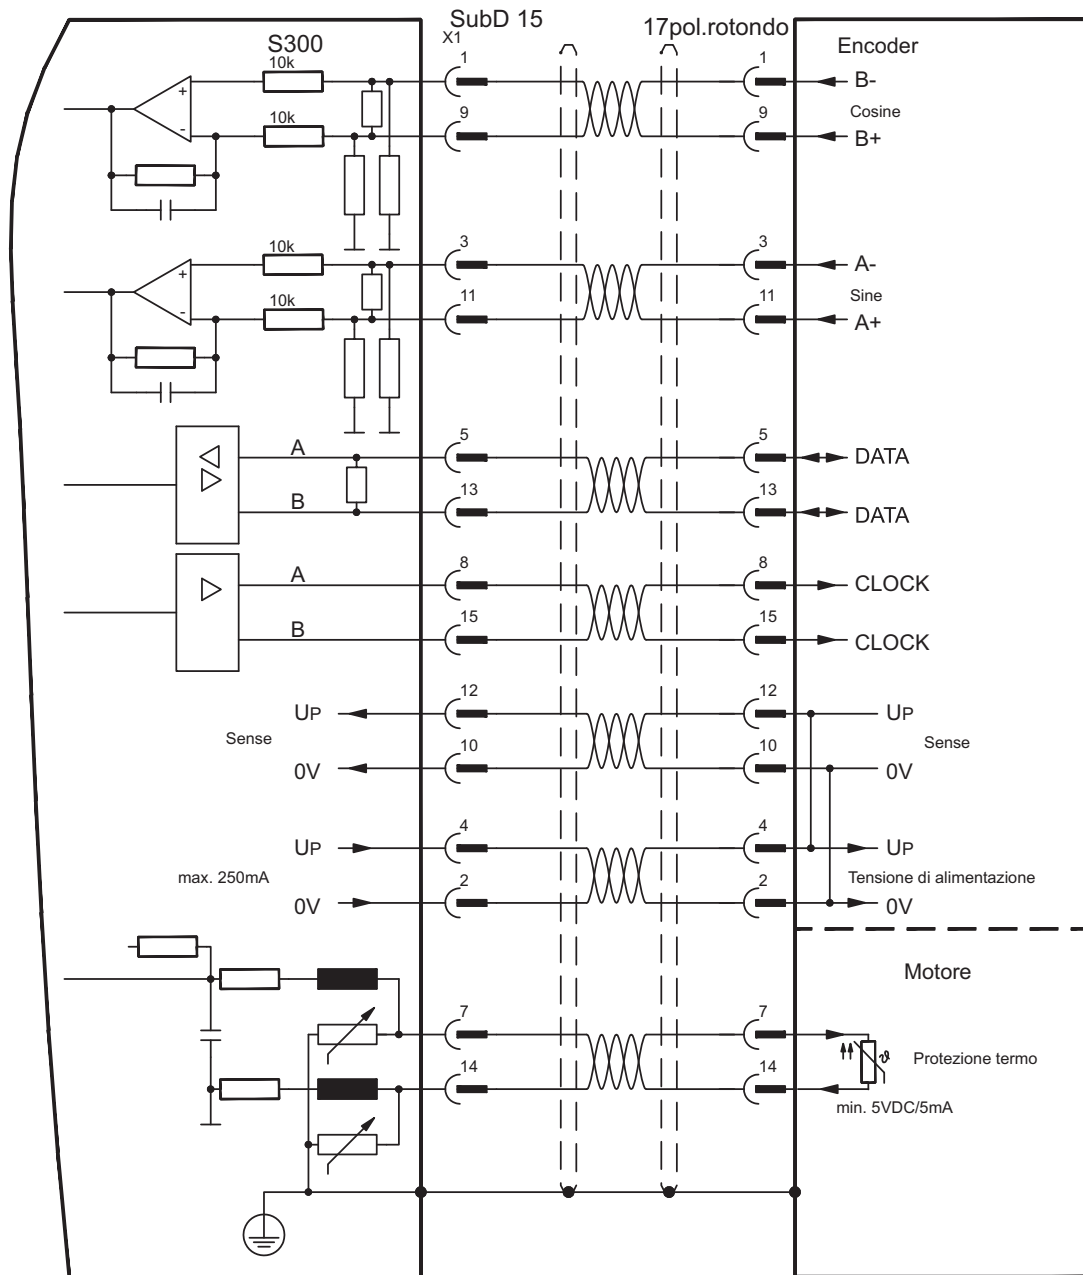 SubD 15
X1
17pol.rotondo
S300
Encoder
10k
+
-
10k
1
9
1
9
B-
Cosine
B+
10k
+
-
10k
3
11
3
11
A-
Sine
A+
A
B
5
13
5
13
DATA
DATA
A
B
8
15
8
15
CLOCK
CLOCK
UP
Sense
0V
12
10
12
10
UP
Sense
0V
UP
max. 250mA
0V
4
2
4
2
UP
Tensione di alimentazione
0V
Motore
7
14
7
14
ϑ
Protezione termo
min. 5VDC/5mA